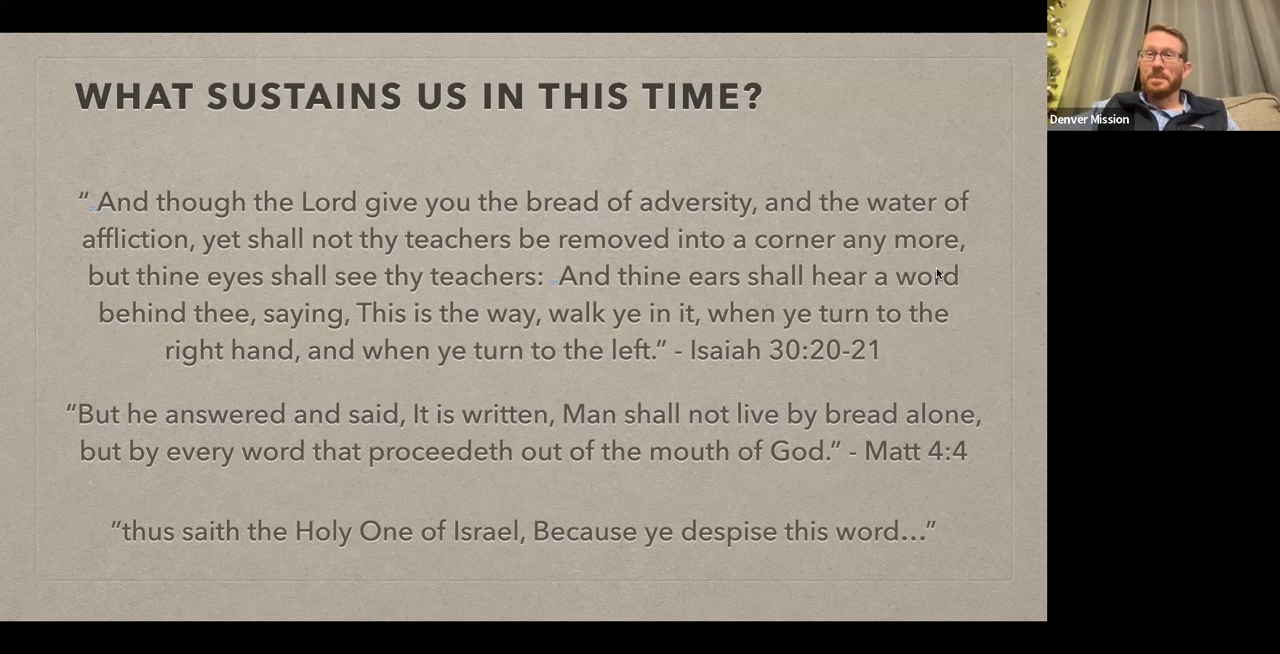 WHAT SUSTAINS US IN THIS TIME?
“ And though the Lord give you the bread of adversity, and the water of
affliction, yet shall not thy teachers be removed into a corner any more,
but thine eyes shall see thy teachers: And thine ears shall hear a word
behind thee, saying, This is the way, walk ye in it, when ye turn to the
right hand, and when ye turn to the left.” - Isaiah 30:20-21
“But he answered and said, It is written, Man shall not live by bread alone,
but by every word that proceedeth out of the mouth of God.” - Matt 4:4
“thus saith the Holy One of Israel, Because ye despise this word…”
Denver Mission